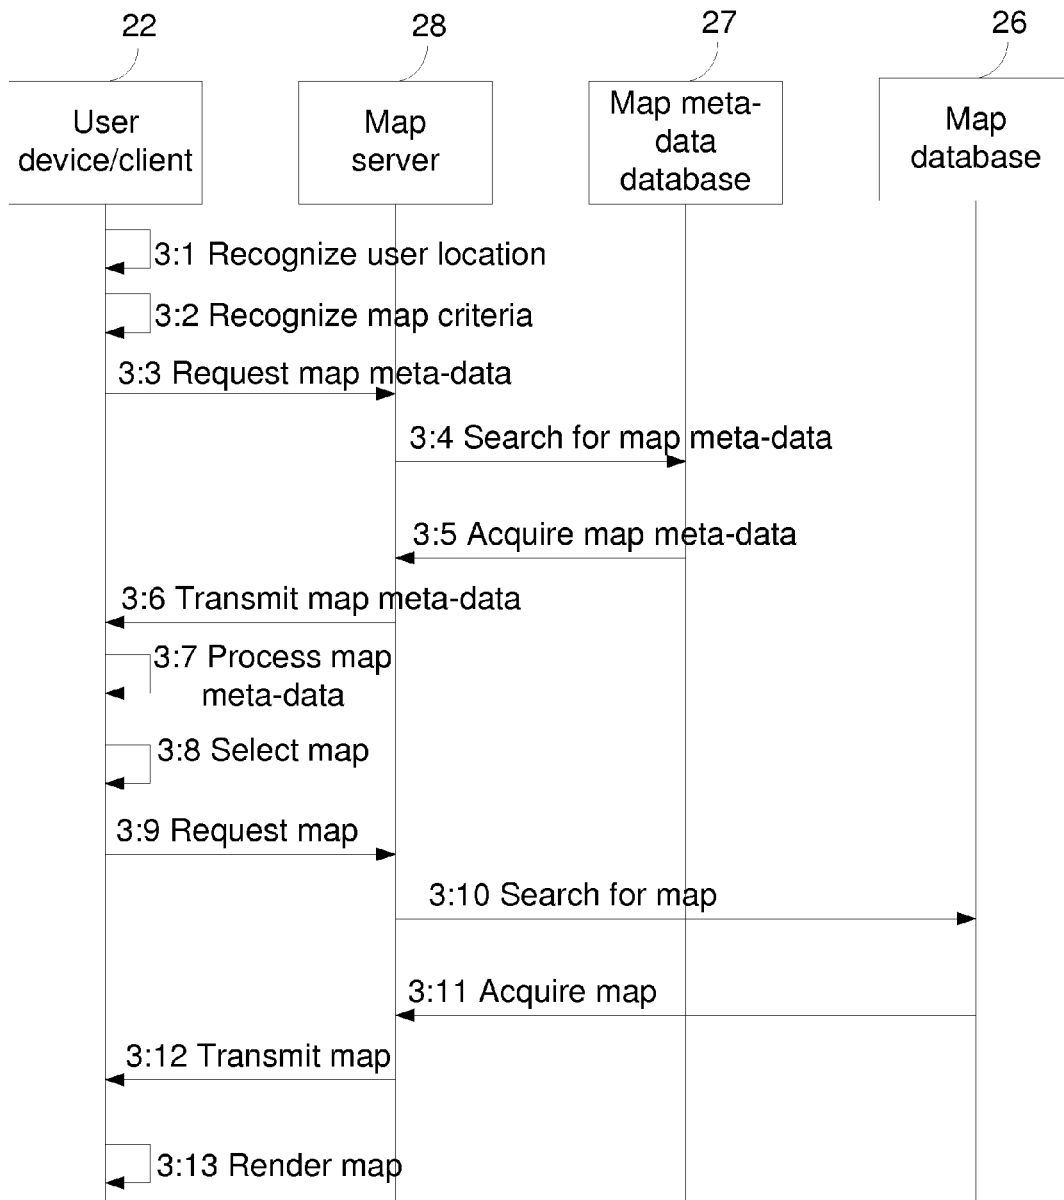 22
28
27
26
User
device/client
Map
server
Map meta-
data
database
Map
database
3:1 Recognize user location
3:2 Recognize map criteria
3:3 Request map meta-data
3:4 Search for map meta-data
3:5 Acquire map meta-data
3:6 Transmit map meta-data
3:7 Process map
meta-data
3:8 Select map
3:9 Request map
3:10 Search for map
3:11 Acquire map
3:12 Transmit map
3:13 Render map